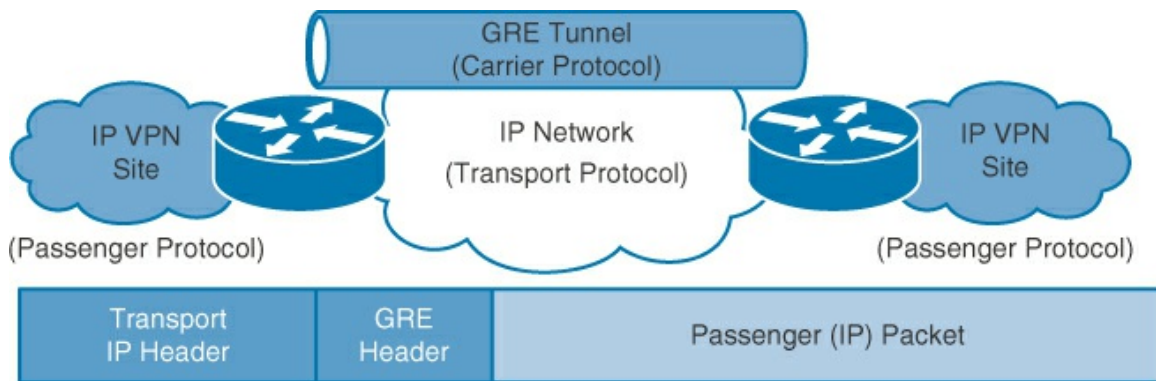 GRE Tunnel
(Carrier Protocol)
IP VPN
Site
IP Network
(Transport Protocol)
IP VPN
Site
(Passenger Protocol)
(Passenger Protocol)
Transport
IP Header
GRE
Header
Passenger (IP) Packet